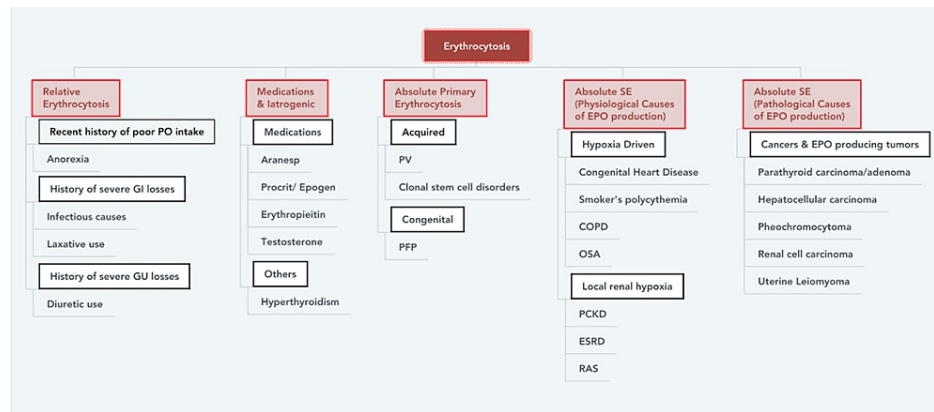 Erythrocytosis
Relative
Erythrocytosis
Recent history of poor PO intake
Anorexia
History of severe GI losses
Infectious causes
Laxative use
History of severe GU losses
Diuretic use
Medications
& Iatrogenic
Medications
Aranesp
Procrit/ Epogen
Erythropieitin
Testosterone
Others
Hyperthyroidism
Absolute Primary
Erythrocytosis
Acquired
PV
Clonal stem cell disorders
Congenital
PFP
Absolute SE
(Physiological Causes
of EPO production)
Hypoxia Driven
Congenital Heart Disease
Smoker's polycythemia
COPD
OSA
Local renal hypoxia
PCKD
ESRD
RAS
Absolute SE
(Pathological Causes
of EPO production)
Cancers & EPO producing tumors
Parathyroid carcinoma/adenoma
Hepatocellular carcinoma
Pheochromocytoma
Renal cell carcinoma
Uterine Leiomyoma